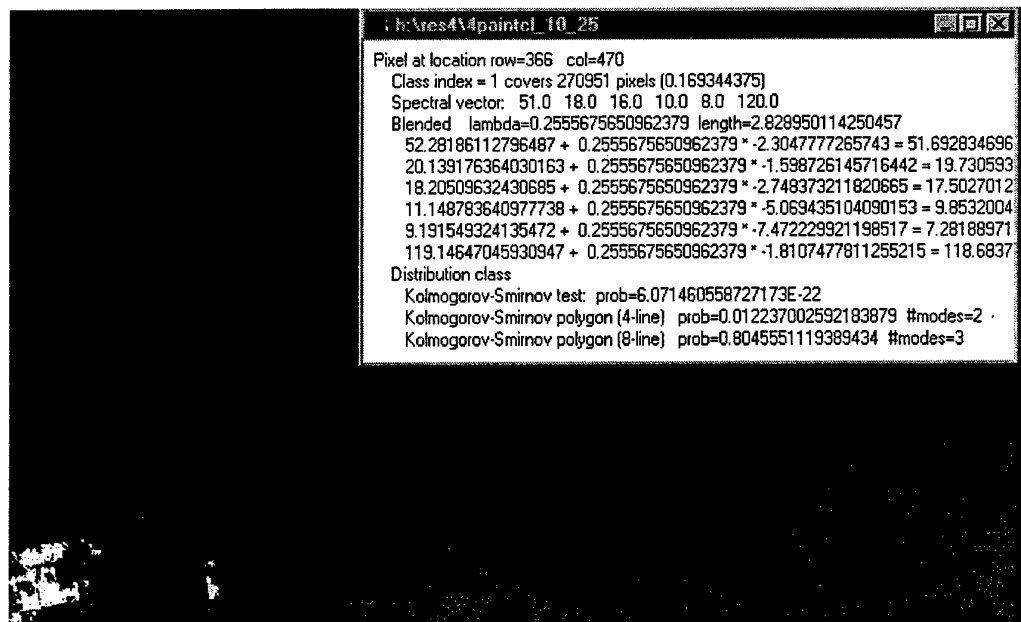 h:\res4\4paintcl_10_25
Pixel at location row=366 col=470
Class index = 1 covers 270951 pixels (0.169344375)
Spectral vector: 51.0 18.0 16.0 10.0 8.0 120.0
Blended lambda=0.2555675650962379 length=2.828950114250457
52.28186112796487 + 0.2555675650962379 * -2.3047777265743 = 51.692834696
20.139176364030163 + 0.2555675650962379 * -1.598726145716442 = 19.730593
18.20509632430685 + 0.2555675650962379 * -2.748373211820665 = 17.5027012
11.148783640977738 + 0.2555675650962379 * -5.069435104090153 = 9.8532004
9.191549324135472 + 0.2555675650962379 * -7.472229921198517 = 7.28188971
119.14647045930947 + 0.2555675650962379 * -1.8107477811255215 = 118.6837
Distribution class
Kolmogorov-Smirnov test: prob=6.071460558727173E-22
Kolmogorov-Smirnov polygon (4-line) prob=0.012237002592183879 #modes=2
Kolmogorov-Smirnov polygon (8-line) prob=0.8045551119389434 #modes=3